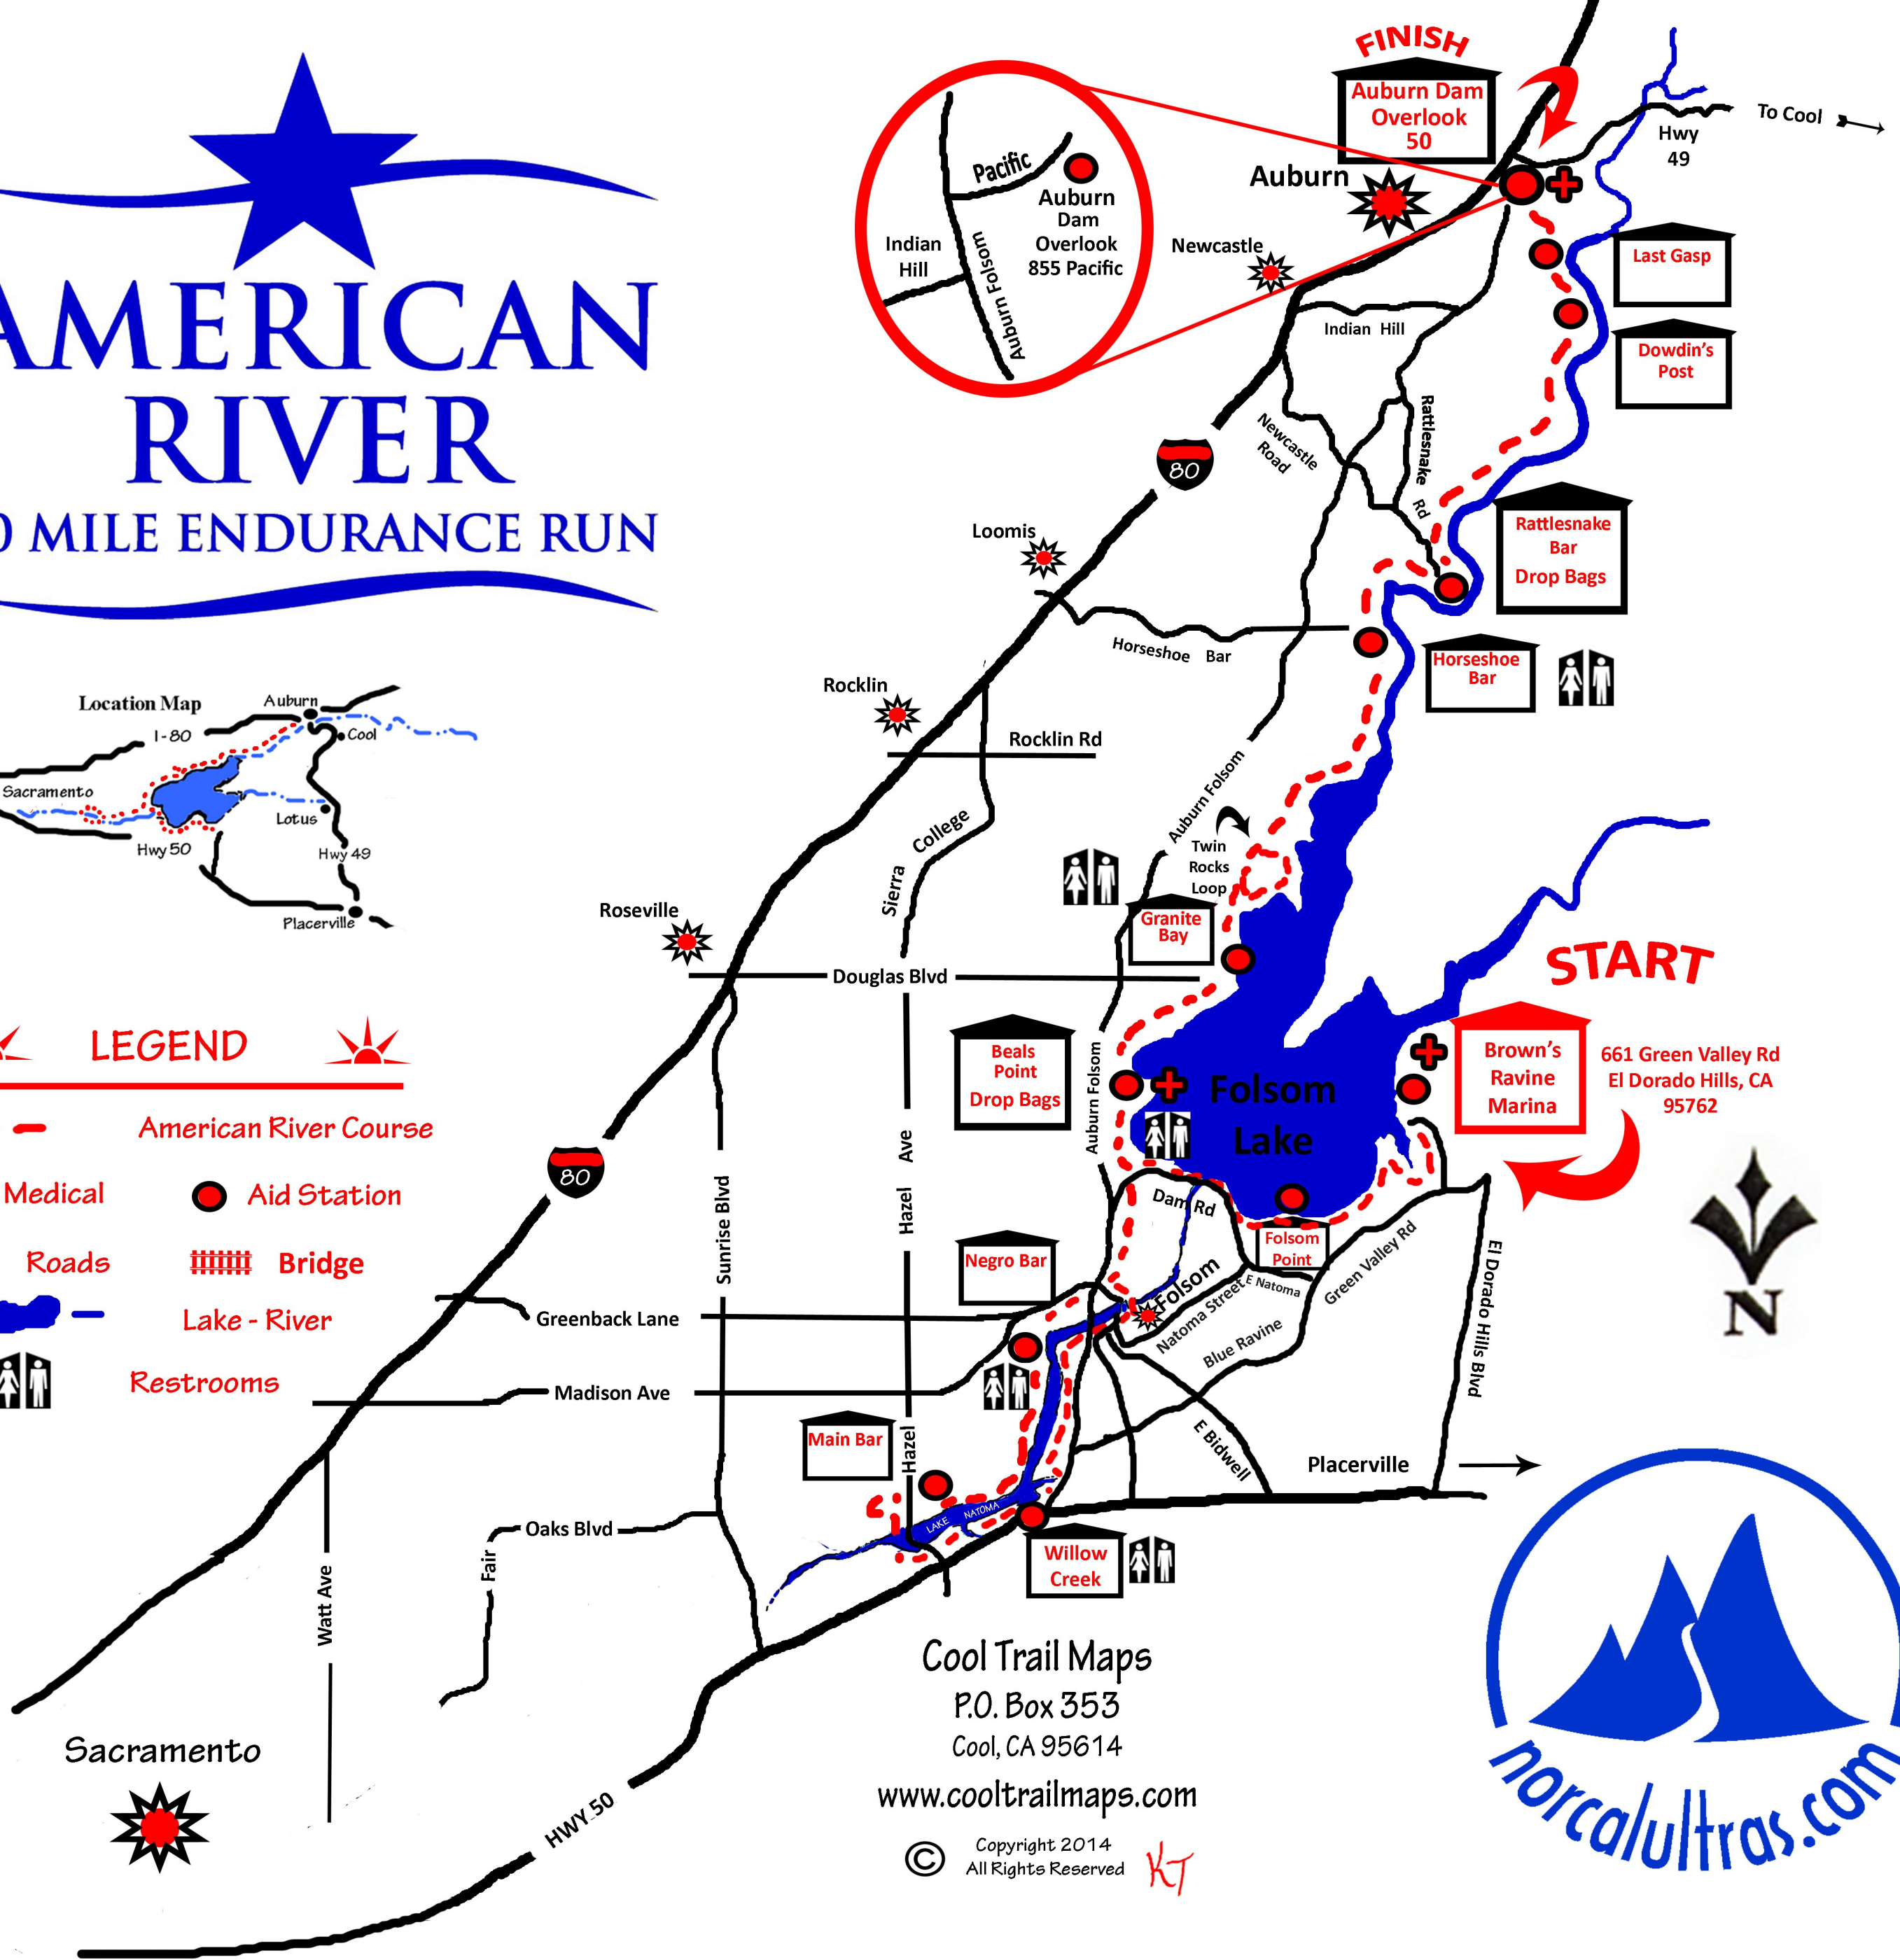 AMERICAN
RIVER
0 MILE ENDURANCE RUN
FINISH
Auburn Dam
Overlook
50
To Cool
Hwy
49
Pacific
Auburn
Dam
Overlook
855 Pacific
Indian
Hill
Auburn Folsom
Auburn
Newcastle
Last Gasp
Indian Hill
Dowdin's
Post
Newcastle
Road
Rattlesnake Rd
80
Rattlesnake
Bar
Drop Bags
Loomis
Horseshoe Bar
Horseshoe
Bar
Rocklin
Rocklin Rd
Location Map
Auburn
I-80
Cool
Sacramento
Lotus
Hwy 50
Hwy 49
Placerville
Auburn Folsom
Sierra College
Twin
Rocks
Loop
Roseville
Granite
Bay
Douglas Blvd
START
Brown's
Ravine
Marina
661 Green Valley Rd
El Dorado Hills, CA
95762
LEGEND
American River Course
Medical
Aid Station
Roads
Bridge
Lake - River
Restrooms
Beals
Point
Drop Bags
Auburn Folsom
Folsom
Lake
80
Sunrise Blvd
Hazel Ave
Hazel
Dam Rd
Folsom
Point
Green Valley Rd
El Dorado Hills Blvd
N
Negro Bar
Folsom
Natoma Street
E Natoma
Blue Ravine
Greenback Lane
Madison Ave
E Bidwell
Placerville
Main Bar
Hazel
LAKE NATOMA
Oaks Blvd
Fair
Watt Ave
Willow
Creek
Sacramento
HWY 50
Cool Trail Maps
P.O. Box 353
Cool, CA 95614
www.cooltrailmaps.com
© Copyright 2014
All Rights Reserved
KT
norcalultras.com